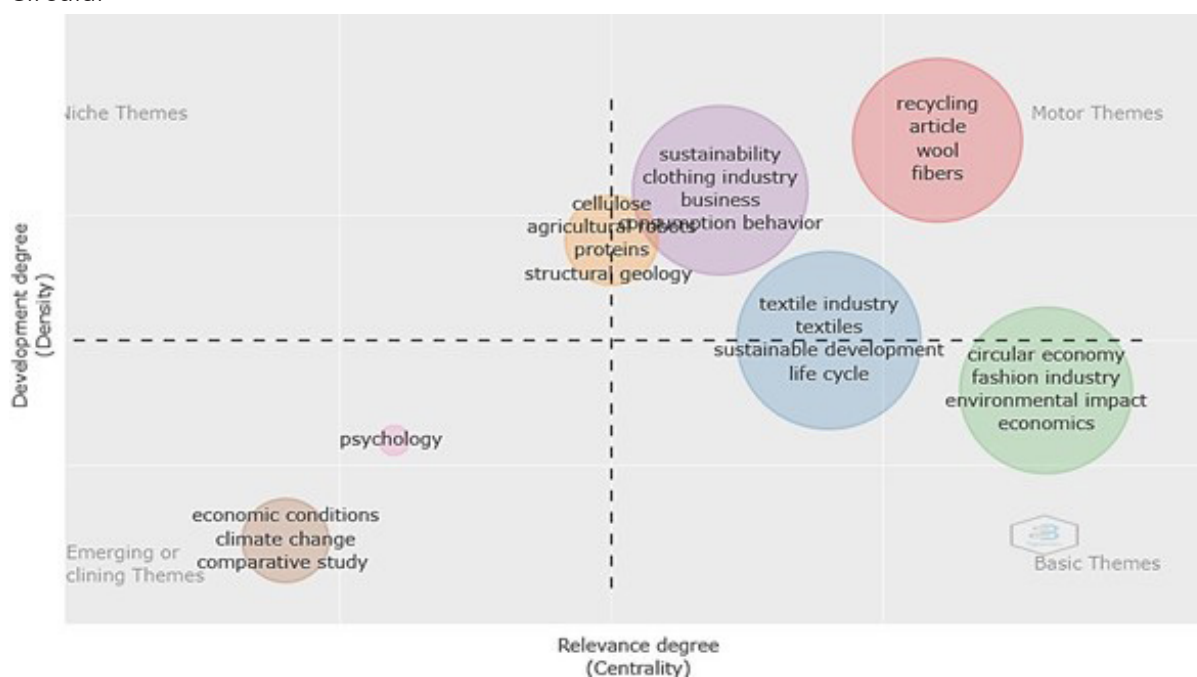 Niche Themes
Motor Themes
recycling
article
wool
fibers
sustainability
clothing industry
business
consumption behavior
cellulose
agricultural robots
proteins
structural geology
textile industry
textiles
sustainable development
life cycle
circular economy
fashion industry
environmental impact
economics
psychology
economic conditions
climate change
comparative study
Emerging or
clining Themes
Basic Themes
Development degree
(Density)
Relevance degree
(Centrality)